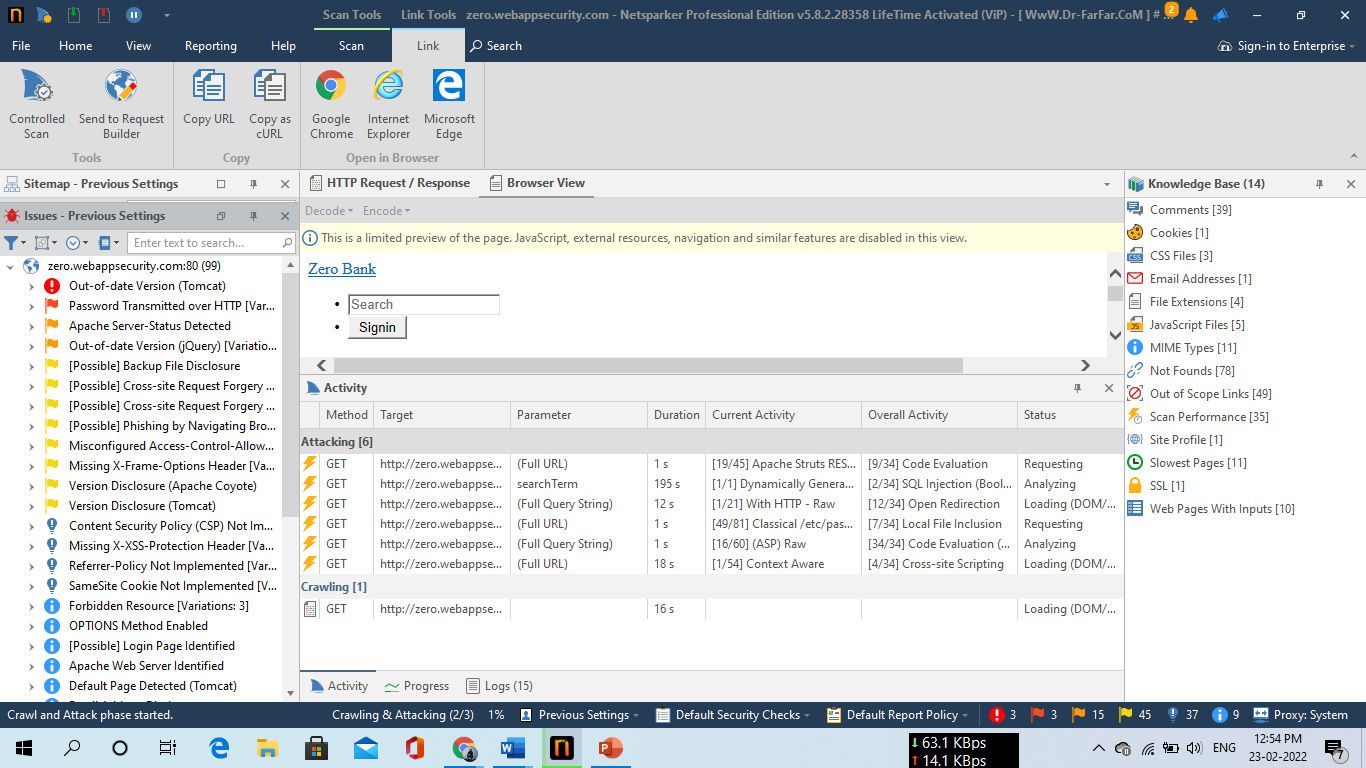 Scan Tools Link Tools zero.webappsecurity.com - Netsparker Professional Edition v5.8.2.28358 LifeTime Activated (ViP) - [ WwW.Dr-FarFar.CoM ] # ... 2
File Home View Reporting Help Scan Link Search Sign-in to Enterprise
Controlled Scan
Send to Request Builder
Copy URL
Copy as cURL
Google Chrome
Internet Explorer
Microsoft Edge
Tools Copy Open in Browser
Sitemap - Previous Settings
Issues - Previous Settings
Enter text to search...
zero.webappsecurity.com:80 (99)
Out-of-date Version (Tomcat)
Password Transmitted over HTTP [Var...
Apache Server-Status Detected
Out-of-date Version (jQuery) [Variatio...
[Possible] Backup File Disclosure
[Possible] Cross-site Request Forgery ...
[Possible] Cross-site Request Forgery ...
[Possible] Phishing by Navigating Bro...
Misconfigured Access-Control-Allow...
Missing X-Frame-Options Header [Va...
Version Disclosure (Apache Coyote)
Version Disclosure (Tomcat)
Content Security Policy (CSP) Not Im...
Missing X-XSS-Protection Header [Va...
Referrer-Policy Not Implemented [Var...
SameSite Cookie Not Implemented [V...
Forbidden Resource [Variations: 3]
OPTIONS Method Enabled
[Possible] Login Page Identified
Apache Web Server Identified
Default Page Detected (Tomcat)
HTTP Request / Response Browser View
Decode Encode
This is a limited preview of the page. JavaScript, external resources, navigation and similar features are disabled in this view.
Zero Bank
Search
Signin
Activity
Method Target Parameter Duration Current Activity Overall Activity Status
Attacking [6]
GET http://zero.webappse... (Full URL) 1 s [19/45] Apache Struts RES... [9/34] Code Evaluation Requesting
GET http://zero.webappse... searchTerm 195 s [1/1] Dynamically Genera... [2/34] SQL Injection (Bool... Analyzing
GET http://zero.webappse... (Full Query String) 12 s [1/21] With HTTP - Raw [12/34] Open Redirection Loading (DOM/...
GET http://zero.webappse... (Full URL) 1 s [49/81] Classical /etc/pas... [7/34] Local File Inclusion Requesting
GET http://zero.webappse... (Full Query String) 1 s [16/60] (ASP) Raw [34/34] Code Evaluation (... Analyzing
GET http://zero.webappse... (Full URL) 18 s [1/54] Context Aware [4/34] Cross-site Scripting Loading (DOM/...
Crawling [1]
GET http://zero.webappse... 16 s Loading (DOM/...
Activity Progress Logs (15)
Knowledge Base (14)
Comments [39]
Cookies [1]
CSS Files [3]
Email Addresses [1]
File Extensions [4]
JavaScript Files [5]
MIME Types [11]
Not Founds [78]
Out of Scope Links [49]
Scan Performance [35]
Site Profile [1]
Slowest Pages [11]
SSL [1]
Web Pages With Inputs [10]
Crawl and Attack phase started. Crawling & Attacking (2/3) 1% Previous Settings Default Security Checks Default Report Policy 3 3 15 45 37 9 Proxy: System
63.1 KBps
14.1 KBps
ENG
12:54 PM
23-02-2022
7